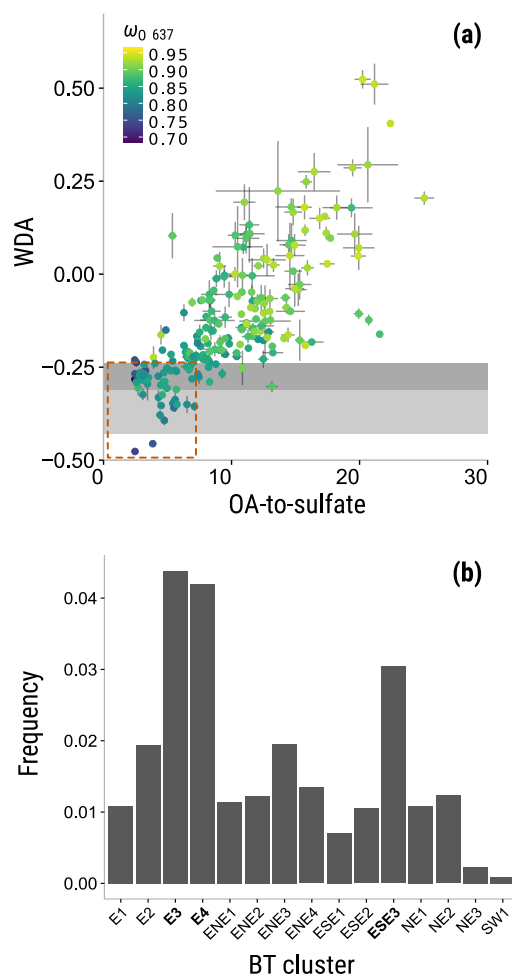 (a)
ω0 637
0.95
0.90
0.85
0.80
0.75
0.70
WDA
0.50
0.25
0.00
−0.25
−0.50
0 10 20 30
OA-to-sulfate
(b)
Frequency
0.04
0.03
0.02
0.01
0.00
E1 E2 E3 E4 ENE1 ENE2 ENE3 ENE4 ESE1 ESE2 ESE3 NE1 NE2 NE3 SW1
BT cluster